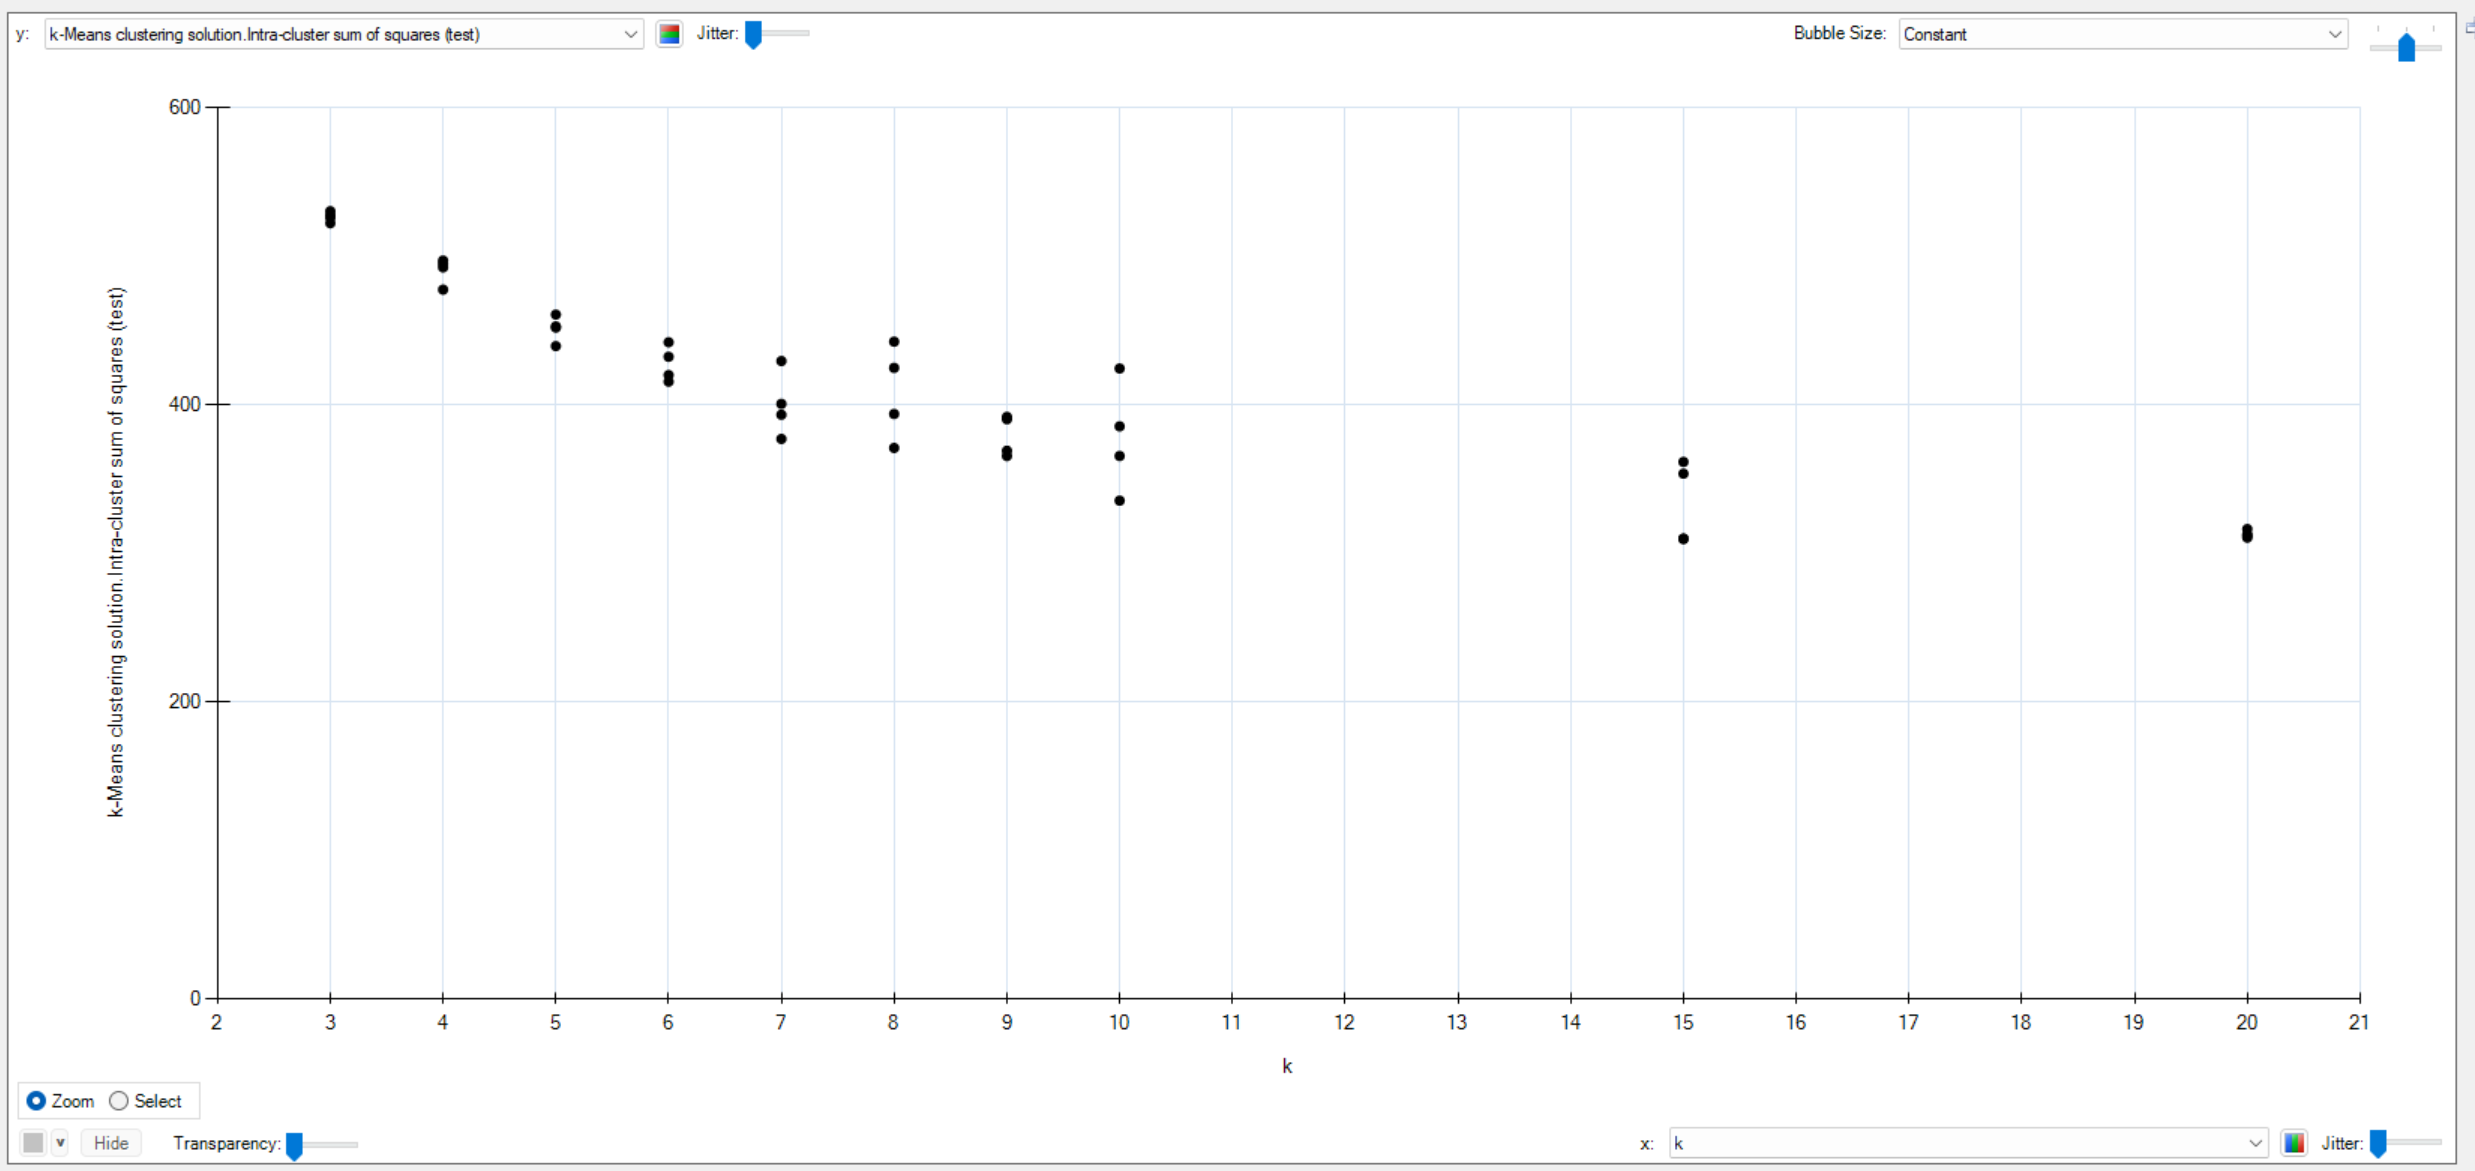 y: k-Means clustering solution.Intra-cluster sum of squares (test) Jitter: Bubble Size: Constant
600
400
200
0
k-Means clustering solution.Intra-cluster sum of squares (test)
2 3 4 5 6 7 8 9 10 11 12 13 14 15 16 17 18 19 20 21
k
Zoom Select
v Hide Transparency: x: k Jitter: